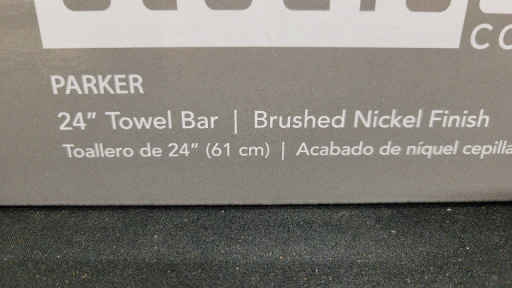 PARKER
24" Towel Bar | Brushed Nickel Finish
Toallero de 24" (61 cm) | Acabado de níquel